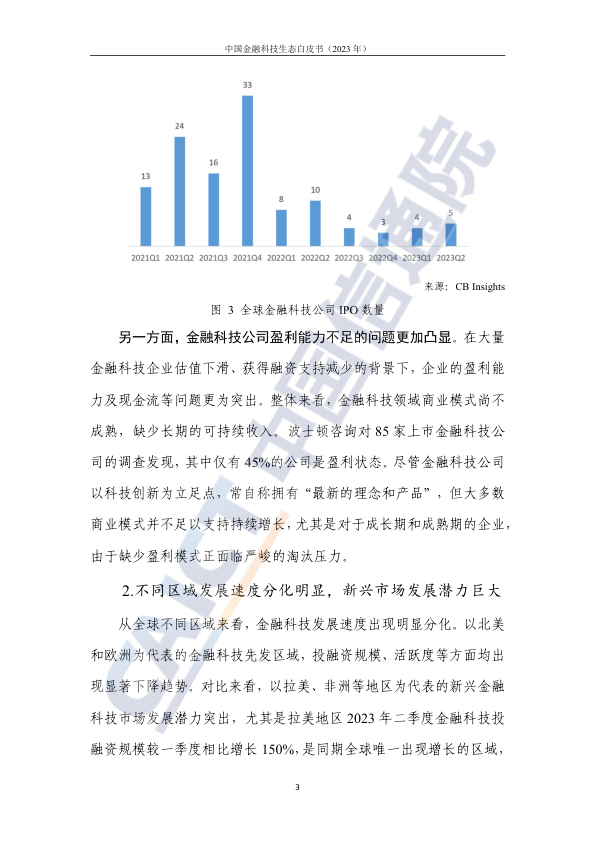 中国金融科技生态白皮书（2023 年）
33
24
16
13
10
8
4
3
4
5
2021Q1 2021Q2 2021Q3 2021Q4 2022Q1 2022Q2 2022Q3 2022Q4 2023Q1 2023Q2
来源：CB Insights
图 3 全球金融科技公司 IPO 数量
另一方面，金融科技公司盈利能力不足的问题更加凸显。在大量
金融科技企业估值下滑、获得融资支持减少的背景下，企业的盈利能
力及现金流等问题更为突出。整体来看，金融科技领域商业模式尚不
成熟，缺少长期的可持续收入。波士顿咨询对 85 家上市金融科技公
司的调查发现，其中仅有 45%的公司是盈利状态。尽管金融科技公司
以科技创新为立足点，常自称拥有“最新的理念和产品”，但大多数
商业模式并不足以支持持续增长，尤其是对于成长期和成熟期的企业，
由于缺少盈利模式正面临严峻的淘汰压力。
2.不同区域发展速度分化明显，新兴市场发展潜力巨大
从全球不同区域来看，金融科技发展速度出现明显分化。以北美
和欧洲为代表的金融科技先发区域，投融资规模、活跃度等方面均出
现显著下降趋势。对比来看，以拉美、非洲等地区为代表的新兴金融
科技市场发展潜力突出，尤其是拉美地区 2023 年二季度金融科技投
融资规模较一季度相比增长 150%，是同期全球唯一出现增长的区域，
3
CAICT 中国信通院